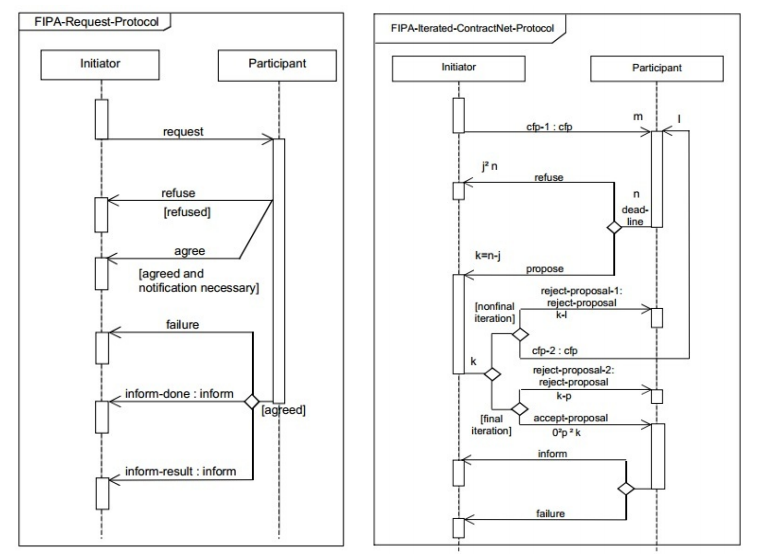 FIPA-Request-Protocol
Initiator
Participant
request
refuse
[refused]
agree
[agreed and
notification necessary]
failure
inform-done : inform
[agreed]
inform-result : inform
FIPA-Iterated-ContractNet-Protocol
Initiator
Participant
m
l
cfp-1 : cfp
j² n
refuse
n
dead-
line
k=n-j
propose
reject-proposal-1:
reject-proposal
k-l
[nonfinal
iteration]
cfp-2 : cfp
k
reject-proposal-2:
reject-proposal
k-p
[final
iteration]
accept-proposal
0²p ² k
inform
failure